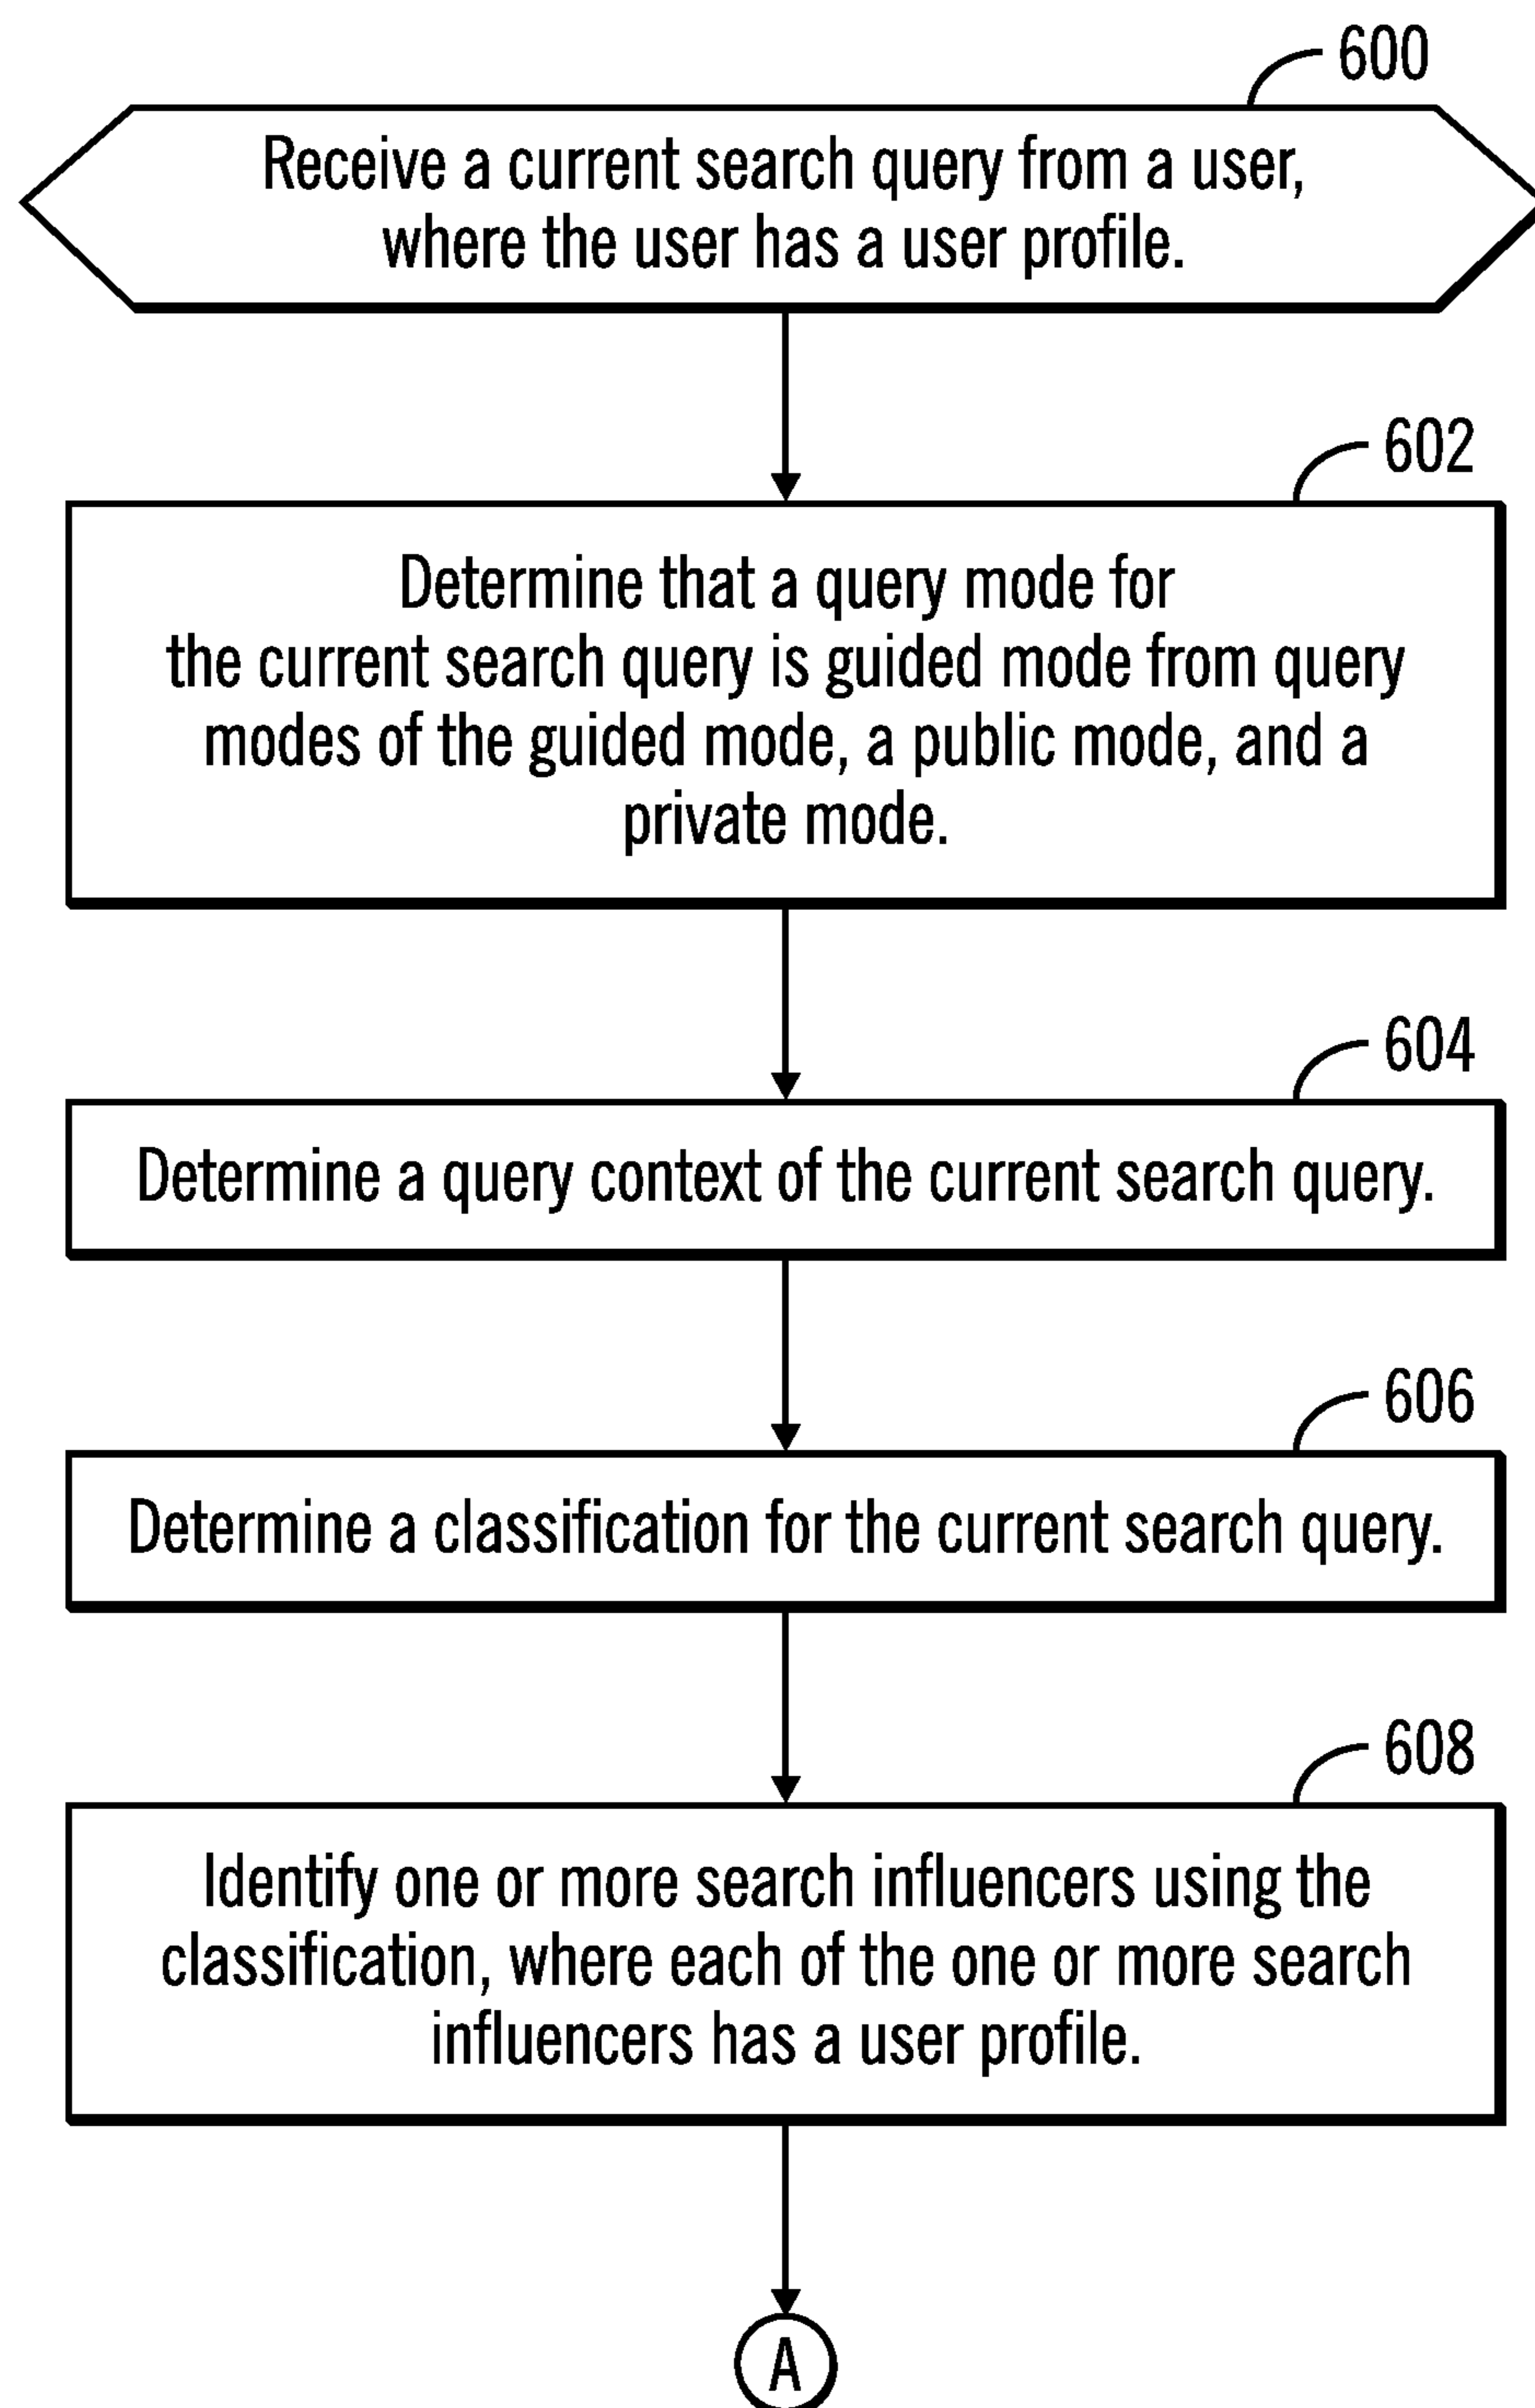 600
Receive a current search query from a user,
where the user has a user profile.
602
Determine that a query mode for
the current search query is guided mode from query
modes of the guided mode, a public mode, and a
private mode.
604
Determine a query context of the current search query.
606
Determine a classification for the current search query.
608
Identify one or more search influencers using the
classification, where each of the one or more search
influencers has a user profile.
A